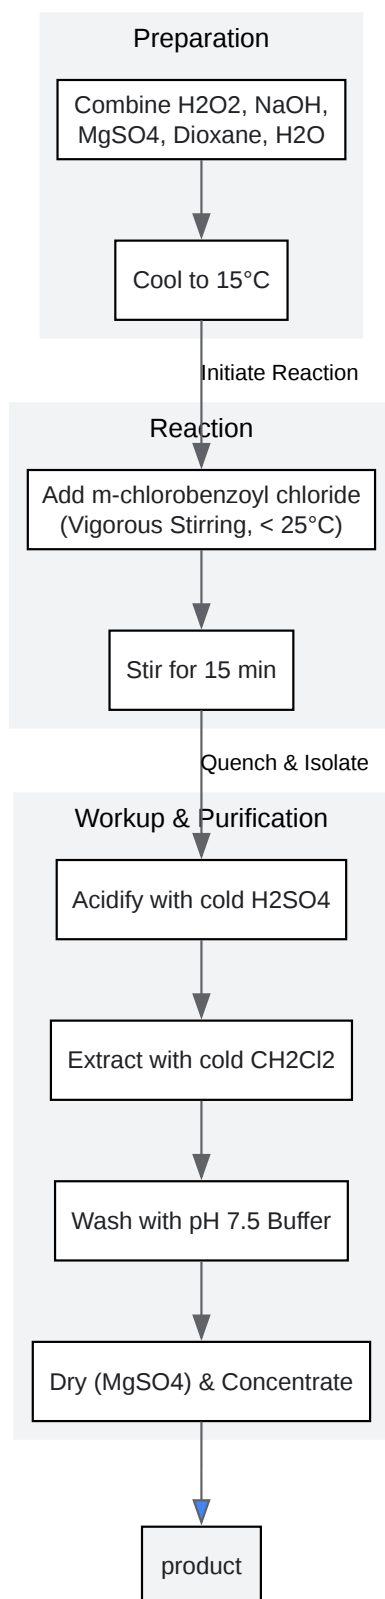 Preparation
Combine H2O2, NaOH,
MgSO4, Dioxane, H2O
Cool to 15°C
Initiate Reaction
Reaction
Add m-chlorobenzoyl chloride
(Vigorous Stirring, < 25°C)
Stir for 15 min
Quench & Isolate
Workup & Purification
Acidify with cold H2SO4
Extract with cold CH2Cl2
Wash with pH 7.5 Buffer
Dry (MgSO4) & Concentrate
product